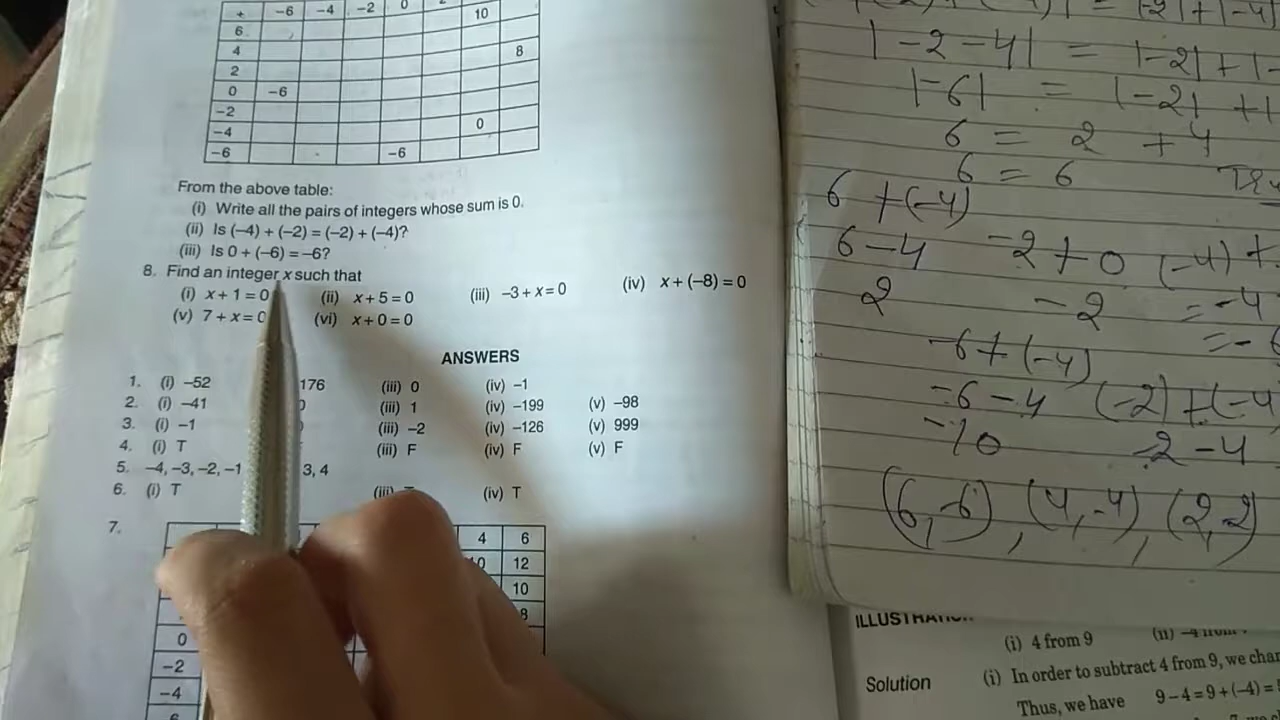 + −6 −4 −2 0 10
6
4 8
2
0 −6
−2
−4 0
−6 −6
From the above table:
(i) Write all the pairs of integers whose sum is 0.
(ii) Is (−4) + (−2) = (−2) + (−4)?
(iii) Is 0 + (−6) = −6?
8. Find an integer x such that
(i) x + 1 = 0 (ii) x + 5 = 0 (iii) −3 + x = 0 (iv) x + (−8) = 0
(v) 7 + x = 0 (vi) x + 0 = 0
ANSWERS
1. (i) −52 176 (iii) 0 (iv) −1
2. (i) −41 (iii) 1 (iv) −199 (v) −98
3. (i) −1 (iii) −2 (iv) −126 (v) 999
4. (i) T (iii) F (iv) F (v) F
5. −4, −3, −2, −1 3, 4
6. (i) T (iii) (iv) T
7. 4 6
12
10
8
0
−2
−4
|−2−4| = |−2| +
|−6| = |−2| +
6 = 2 + 4
6 = 6
6 + (−4)
6 − 4 −2 + 0 (−4) +
2 − 2 = −4
−6 + (−4) = −
−6 − 4 (−2) + (−4
−10 −2 − 4
(6, −6), (4, −4), (2, −2)
(i) 4 from 9 (ii)
Solution (i) In order to subtract 4 from 9, we
Thus, we have 9 − 4 = 9 + (−4) =